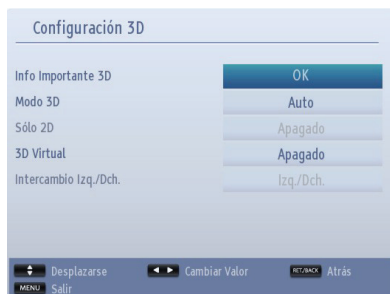 Configuración 3D
Info Importante 3D OK
Modo 3D Auto
Sólo 2D Apagado
3D Virtual Apagado
Intercambio Izq./Dch. Izq./Dch.
Desplazarse Cambiar Valor RET./BACK Atrás
MENU Salir